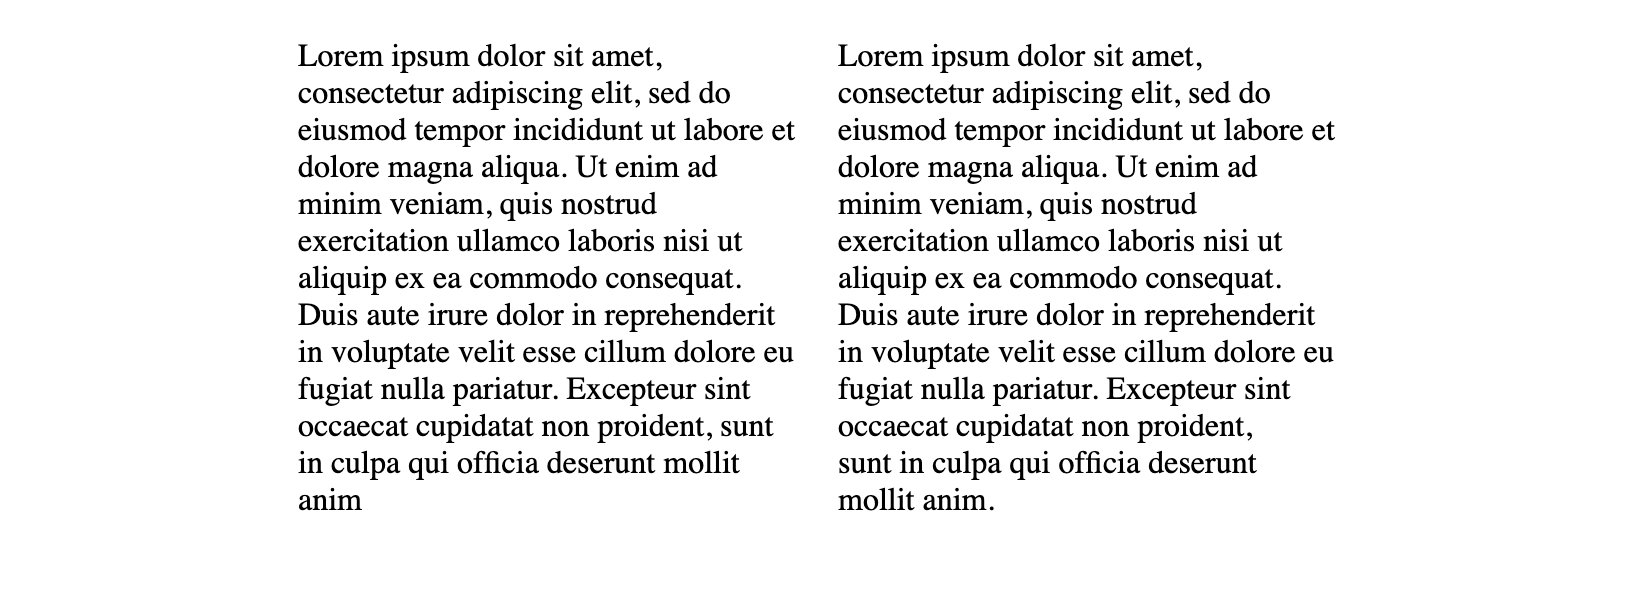 Lorem ipsum dolor sit amet,
consectetur adipiscing elit, sed do
eiusmod tempor incididunt ut labore et
dolore magna aliqua. Ut enim ad
minim veniam, quis nostrud
exercitation ullamco laboris nisi ut
aliquip ex ea commodo consequat.
Duis aute irure dolor in reprehenderit
in voluptate velit esse cillum dolore eu
fugiat nulla pariatur. Excepteur sint
occaecat cupidatat non proident, sunt
in culpa qui officia deserunt mollit
anim
Lorem ipsum dolor sit amet,
consectetur adipiscing elit, sed do
eiusmod tempor incididunt ut labore et
dolore magna aliqua. Ut enim ad
minim veniam, quis nostrud
exercitation ullamco laboris nisi ut
aliquip ex ea commodo consequat.
Duis aute irure dolor in reprehenderit
in voluptate velit esse cillum dolore eu
fugiat nulla pariatur. Excepteur sint
occaecat cupidatat non proident,
sunt in culpa qui officia deserunt
mollit anim.